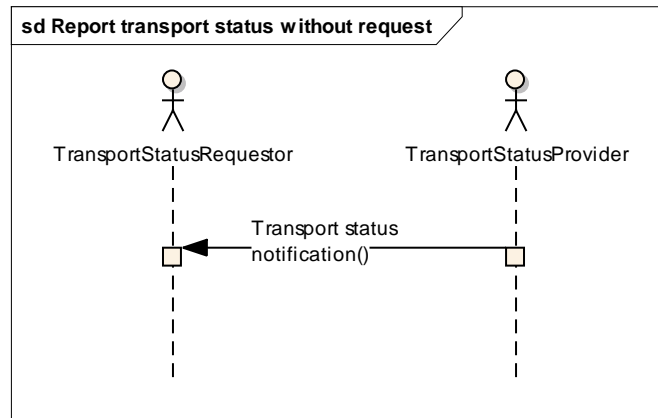 sd Report transport status without request
TransportStatusRequestor
TransportStatusProvider
Transport status
notification()